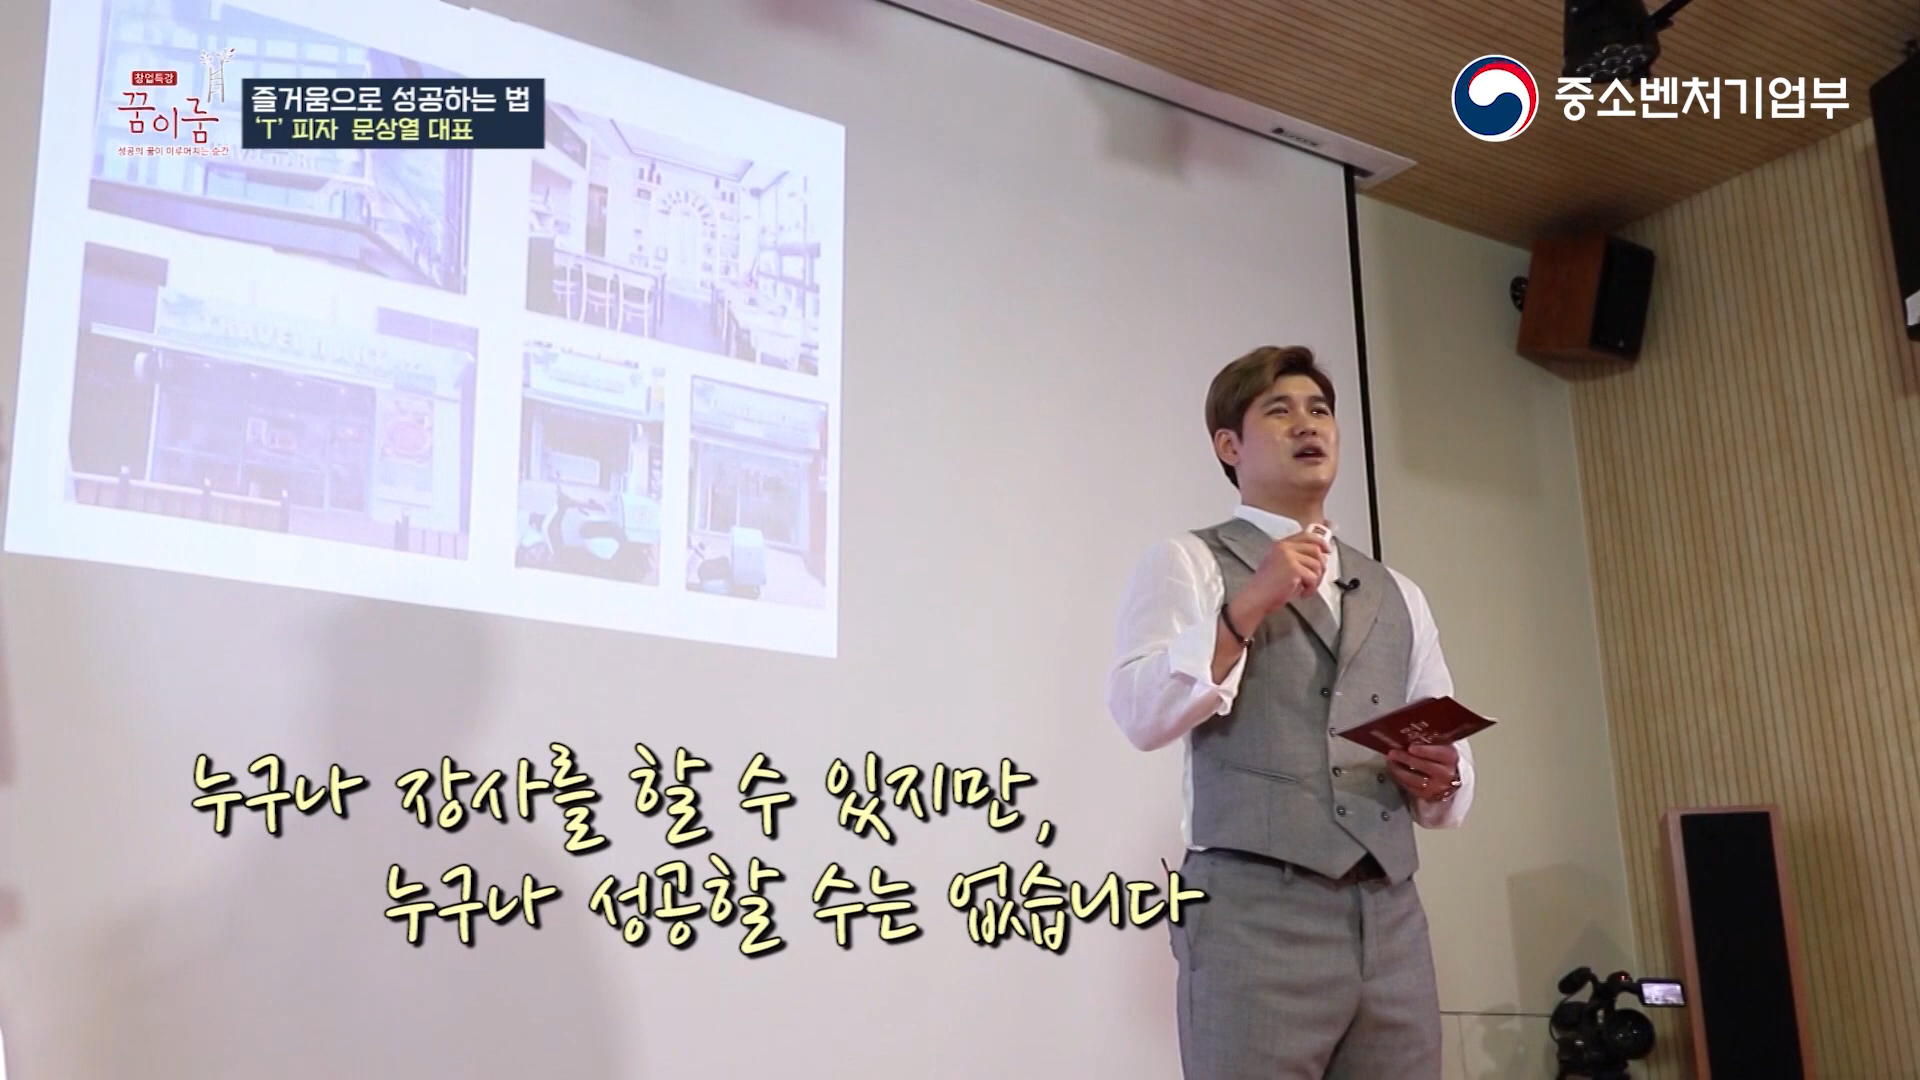 창업특강
꿈이룸
성공의 꿈이 이루어지는 순간
즐거움으로 성공하는 법
'T' 피자 문상열 대표
중소벤처기업부
누구나 장사를 할 수 있지만,
누구나 성공할 수는 없습니다